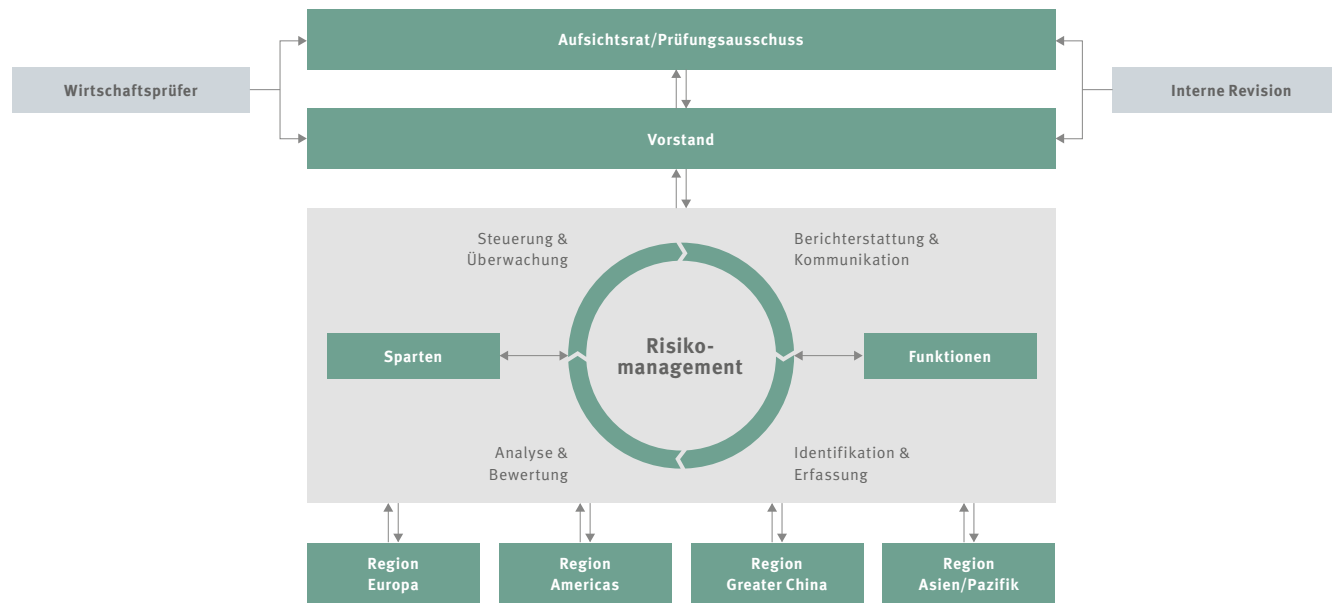 Aufsichtsrat/Prüfungsausschuss
Wirtschaftsprüfer
Interne Revision
Vorstand
Steuerung &
Überwachung
Berichterstattung &
Kommunikation
Sparten
Risiko-
management
Funktionen
Analyse &
Bewertung
Identifikation &
Erfassung
Region
Europa
Region
Americas
Region
Greater China
Region
Asien/Pazifik